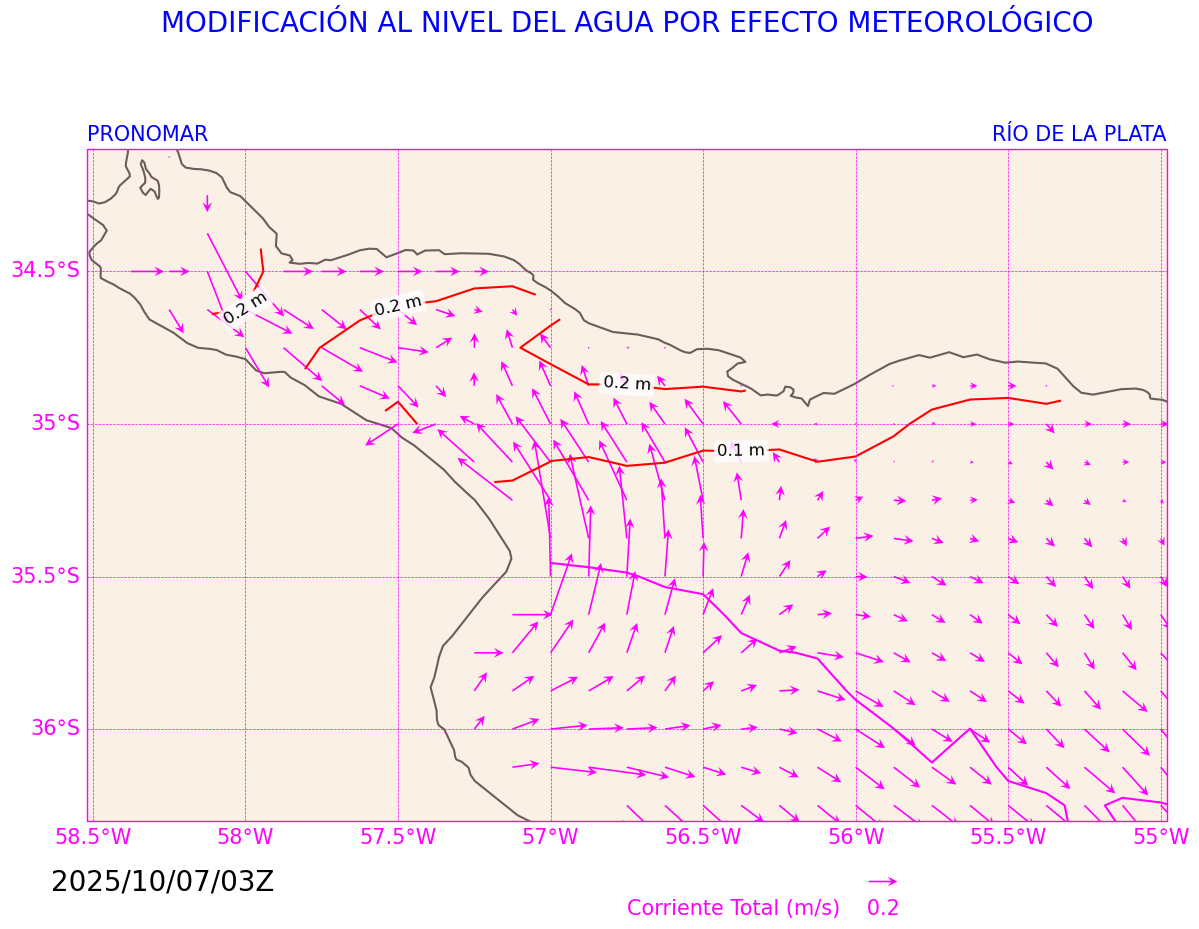 MODIFICACIÓN AL NIVEL DEL AGUA POR EFECTO METEOROLÓGICO
PRONOMAR
RÍO DE LA PLATA
34.5°S
35°S
35.5°S
36°S
0.2 m
0.2 m
0.2 m
0.1 m
58.5°W
58°W
57.5°W
57°W
56.5°W
56°W
55.5°W
55°W
2025/10/07/03Z
Corriente Total (m/s)
0.2